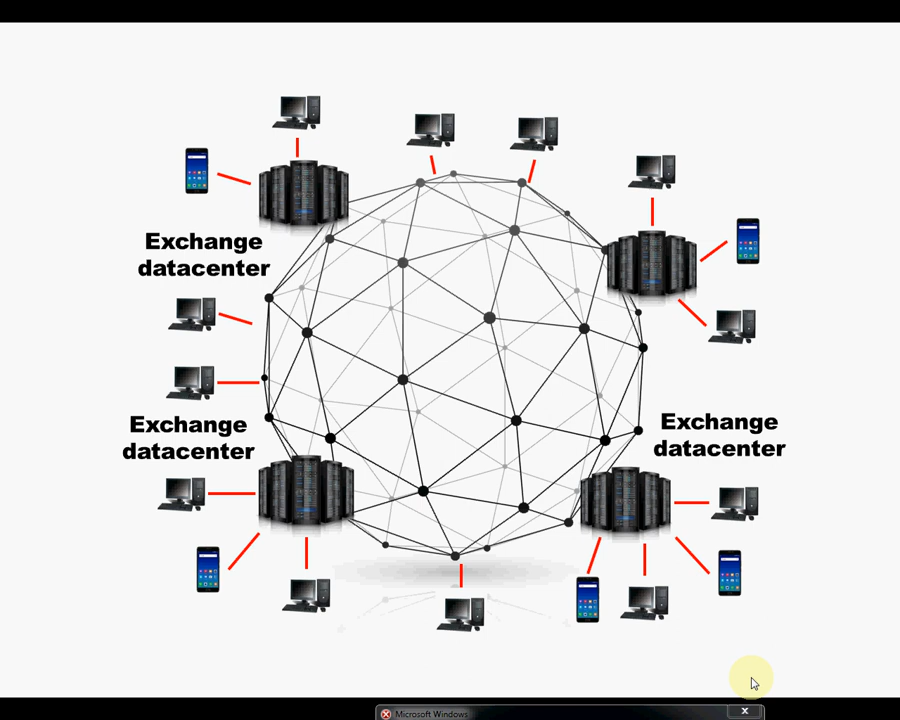 Exchange
datacenter
Exchange
datacenter
Exchange
datacenter
Microsoft Windows